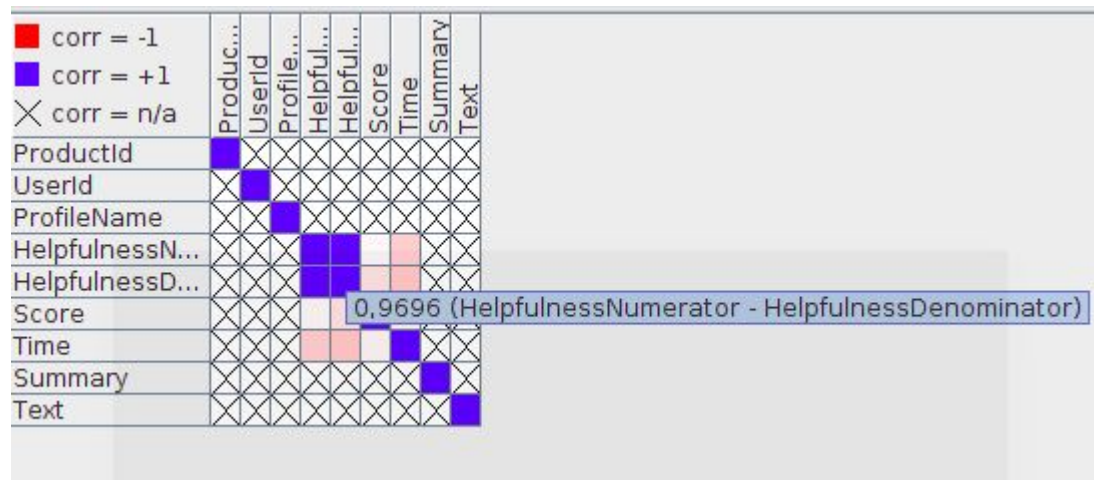 corr = -1
corr = +1
corr = n/a
Produc...
UserId
Profile...
Helpful...
Helpful...
Score
Time
Summary
Text
ProductId
UserId
ProfileName
HelpfulnessN...
HelpfulnessD...
Score
0,9696 (HelpfulnessNumerator - HelpfulnessDenominator)
Time
Summary
Text